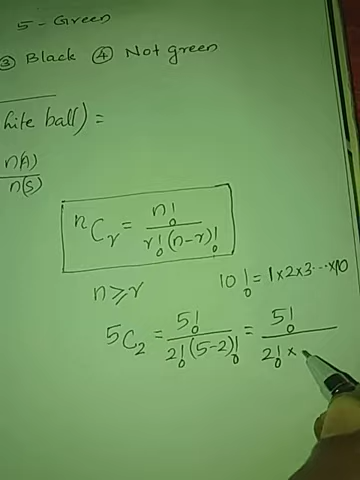 5 - Green
③ Black ④ Not green
hite ball) =
n(A)
n(S)
nCr = n! / r!(n-r)!
n ≥ r
10! = 1×2×3···×10
5C2 = 5! / 2!(5-2)! = 5! / 2! ×